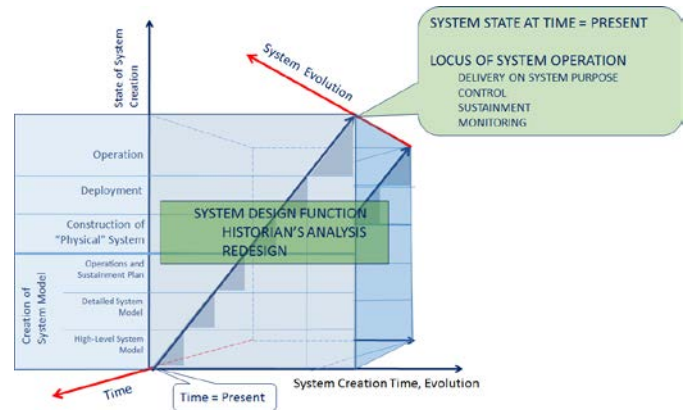 SYSTEM STATE AT TIME = PRESENT
LOCUS OF SYSTEM OPERATION
DELIVERY ON SYSTEM PURPOSE
CONTROL
SUSTAINMENT
MONITORING
State of System
Creation
System Evolution
Operation
Deployment
Construction of
"Physical" System
SYSTEM DESIGN FUNCTION
HISTORIAN'S ANALYSIS
REDESIGN
Creation of
System Model
Operations and
Sustainment Plan
Detailed System
Model
High-Level System
Model
Time
Time = Present
System Creation Time, Evolution